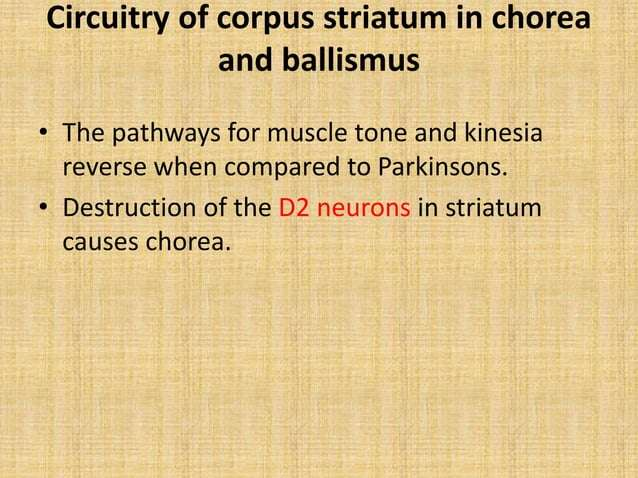 Circuitry of corpus striatum in chorea
and ballismus
• The pathways for muscle tone and kinesia
reverse when compared to Parkinsons.
• Destruction of the D2 neurons in striatum
causes chorea.